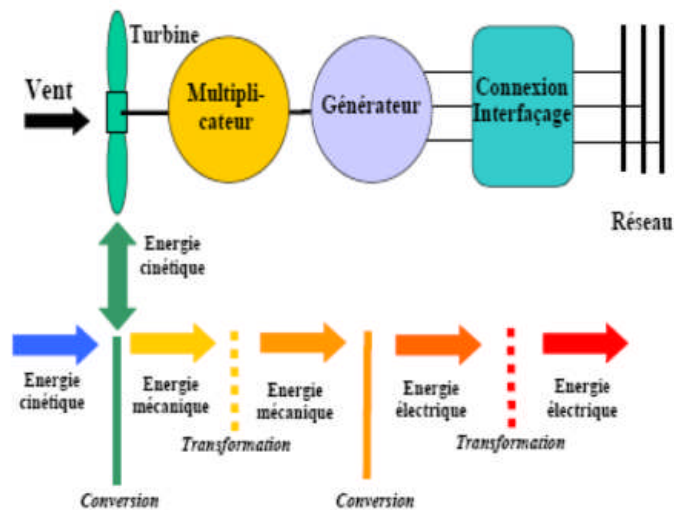 Turbine
Vent
Multipli-
cateur
Générateur
Connexion
Interfaçage
Réseau
Energie
cinétique
Energie
cinétique
Energie
mécanique
Energie
mécanique
Energie
électrique
Energie
électrique
Transformation
Transformation
Conversion
Conversion